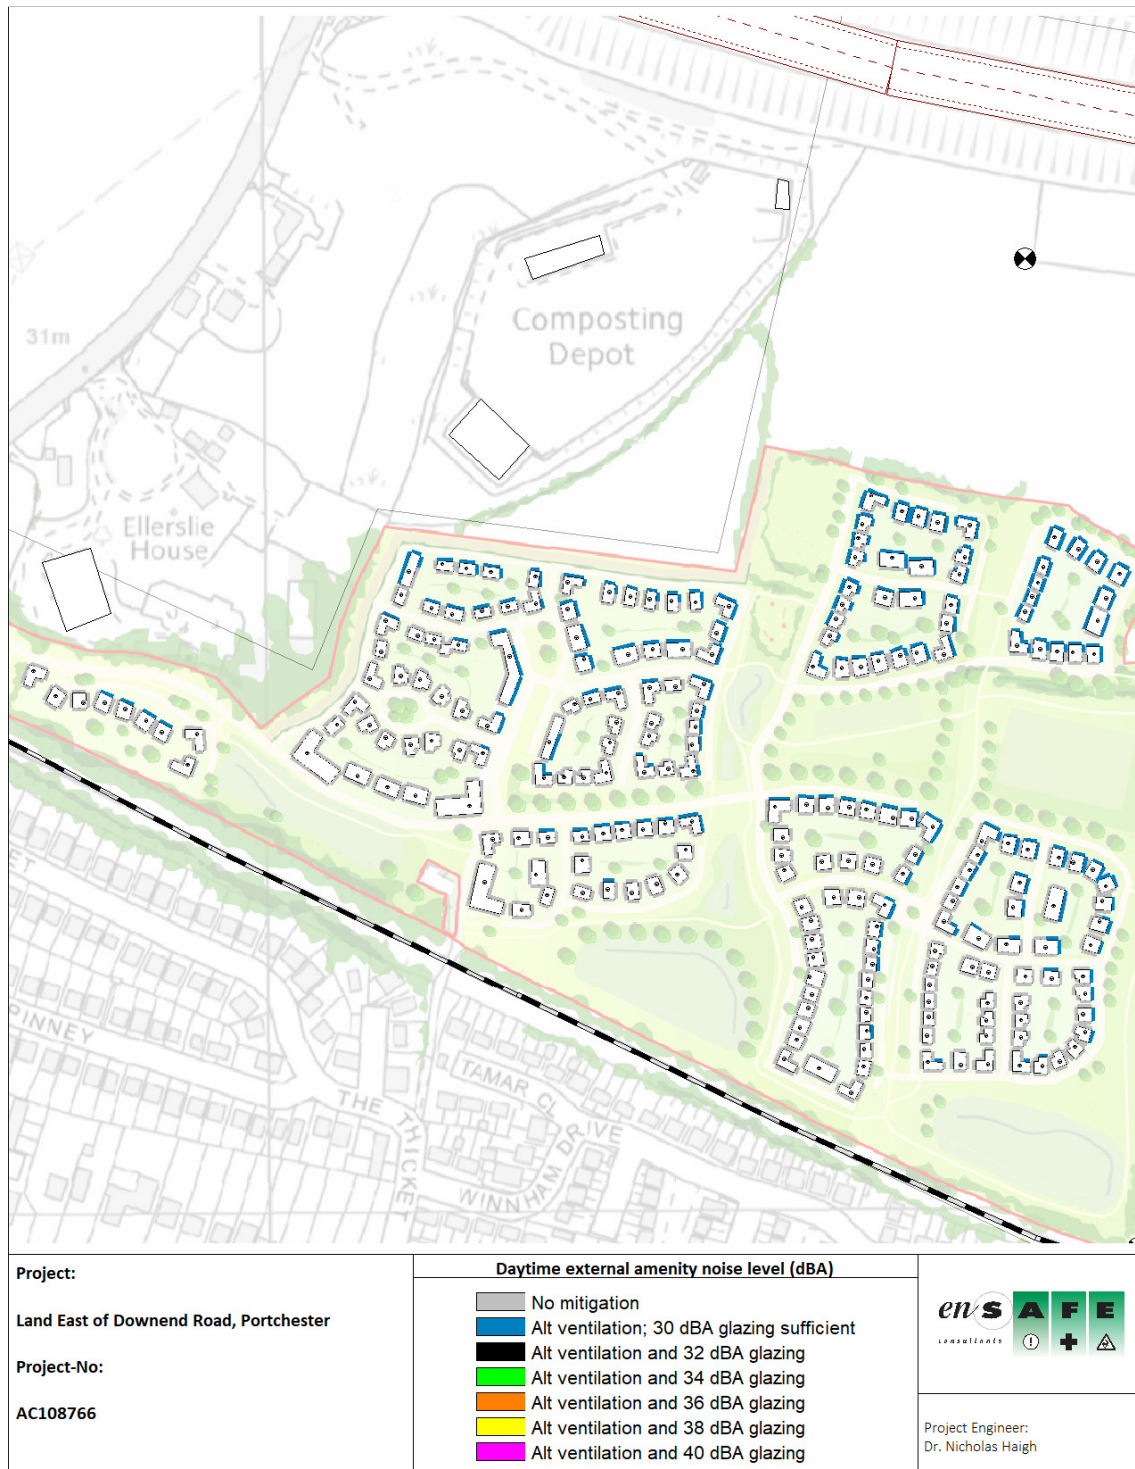 31m
Composting
Depot
Ellerslie
House
PINNEY
THE THICKET
TAMAR CL
WINNHAM DRIVE
Project:
Land East of Downend Road, Portchester
Project-No:
AC108766
Daytime external amenity noise level (dBA)
No mitigation
Alt ventilation; 30 dBA glazing sufficient
Alt ventilation and 32 dBA glazing
Alt ventilation and 34 dBA glazing
Alt ventilation and 36 dBA glazing
Alt ventilation and 38 dBA glazing
Alt ventilation and 40 dBA glazing
en SAFE
consultants
Project Engineer:
Dr. Nicholas Haigh